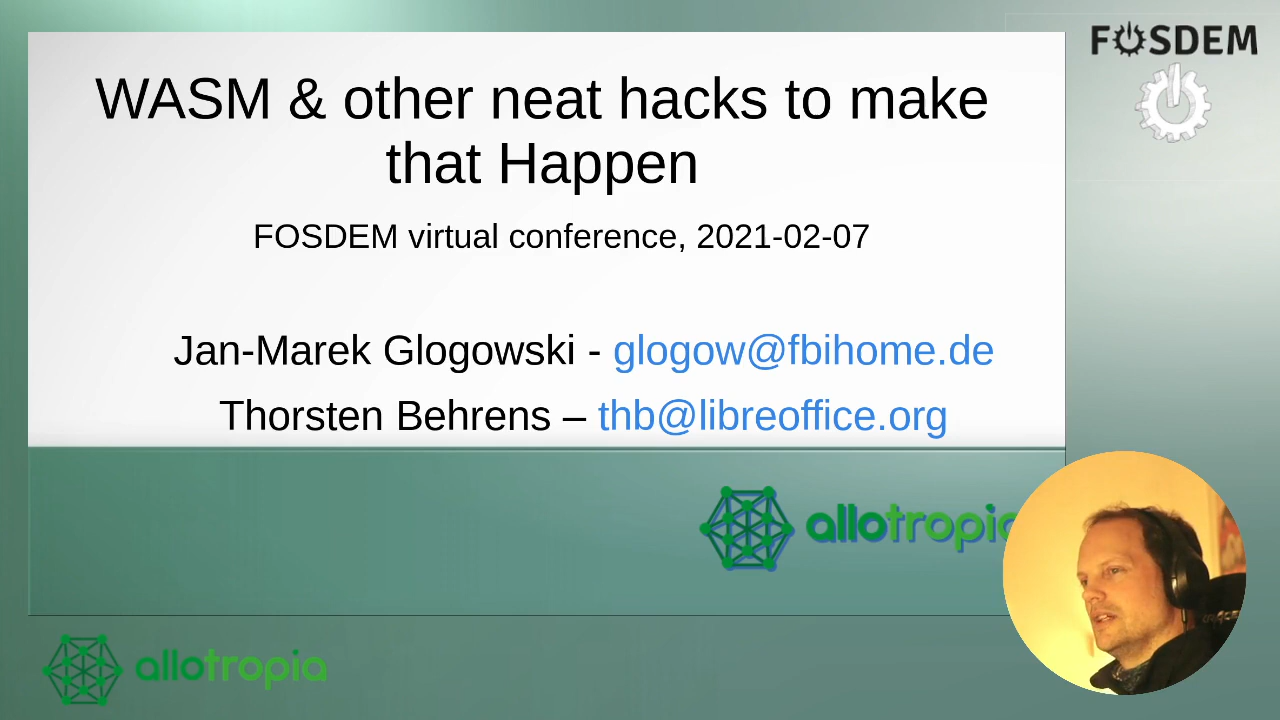 FOSDEM
WASM & other neat hacks to make
that Happen
FOSDEM virtual conference, 2021-02-07
Jan-Marek Glogowski - glogow@fbihome.de
Thorsten Behrens – thb@libreoffice.org
allotropia
allotropia